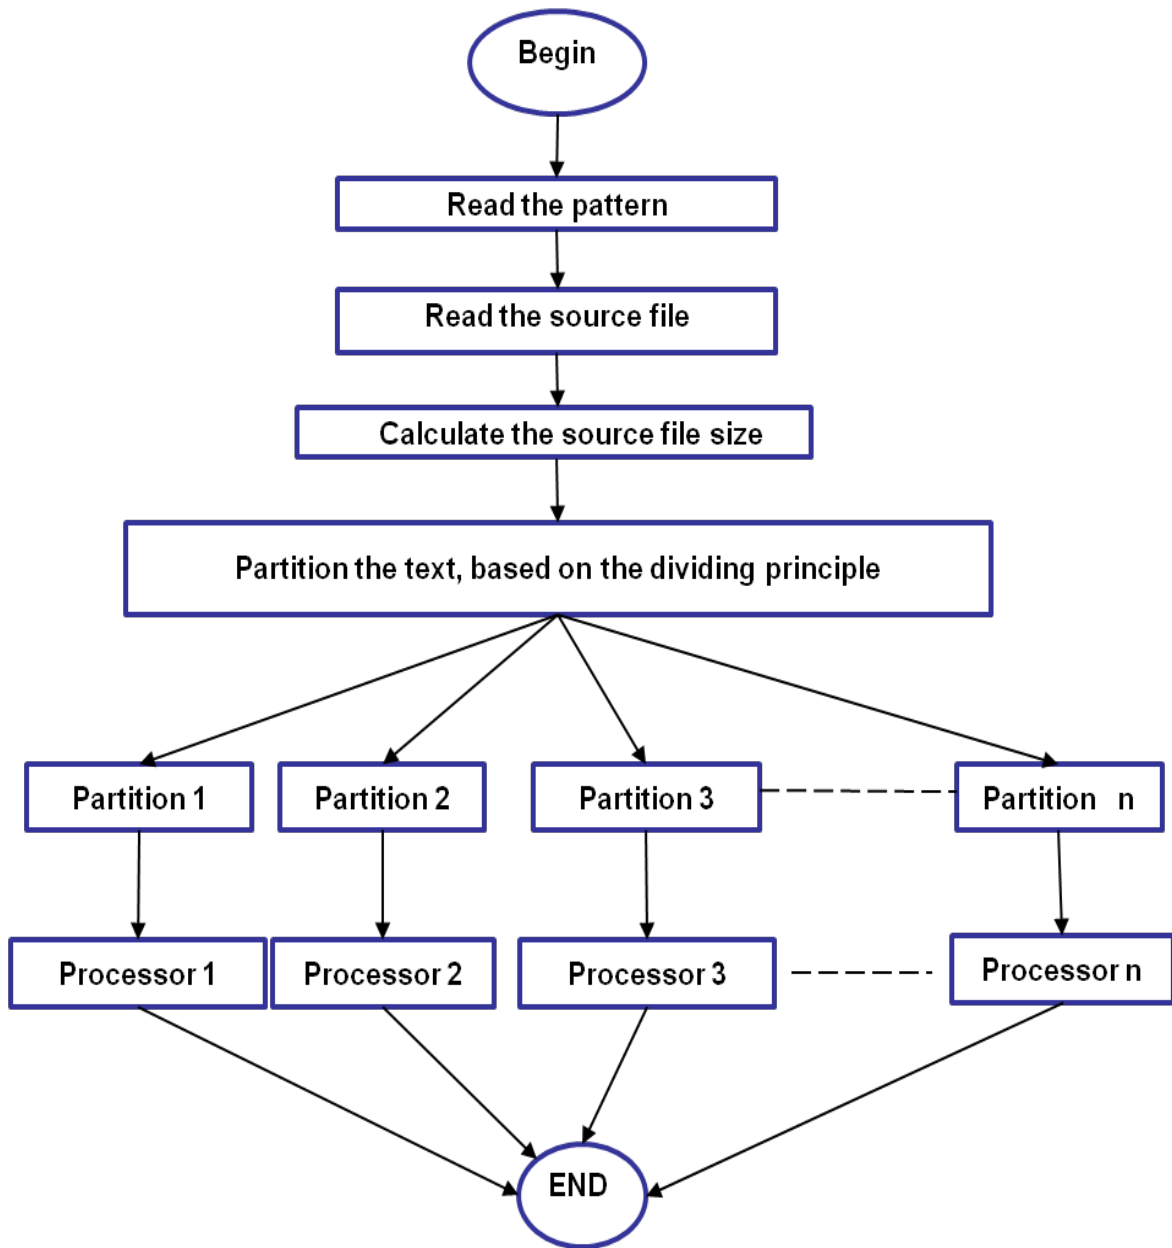 Begin
Read the pattern
Read the source file
Calculate the source file size
Partition the text, based on the dividing principle
Partition 1
Partition 2
Partition 3
Partition n
Processor 1
Processor 2
Processor 3
Processor n
END